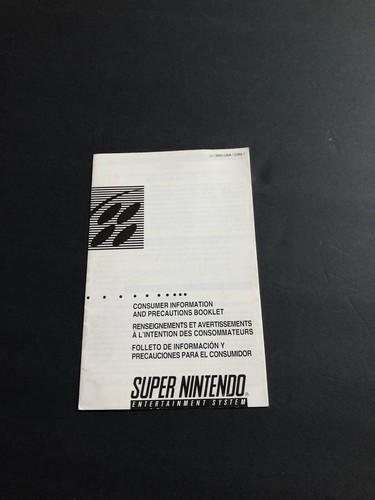 CONSUMER INFORMATION
AND PRECAUTIONS BOOKLET
RENSEIGNEMENTS ET AVERTISSEMENTS
À L'INTENTION DES CONSOMMATEURS
FOLLETO DE INFORMACIÓN Y
PRECAUCIONES PARA EL CONSUMIDOR
SUPER NINTENDO®
ENTERTAINMENT SYSTEM